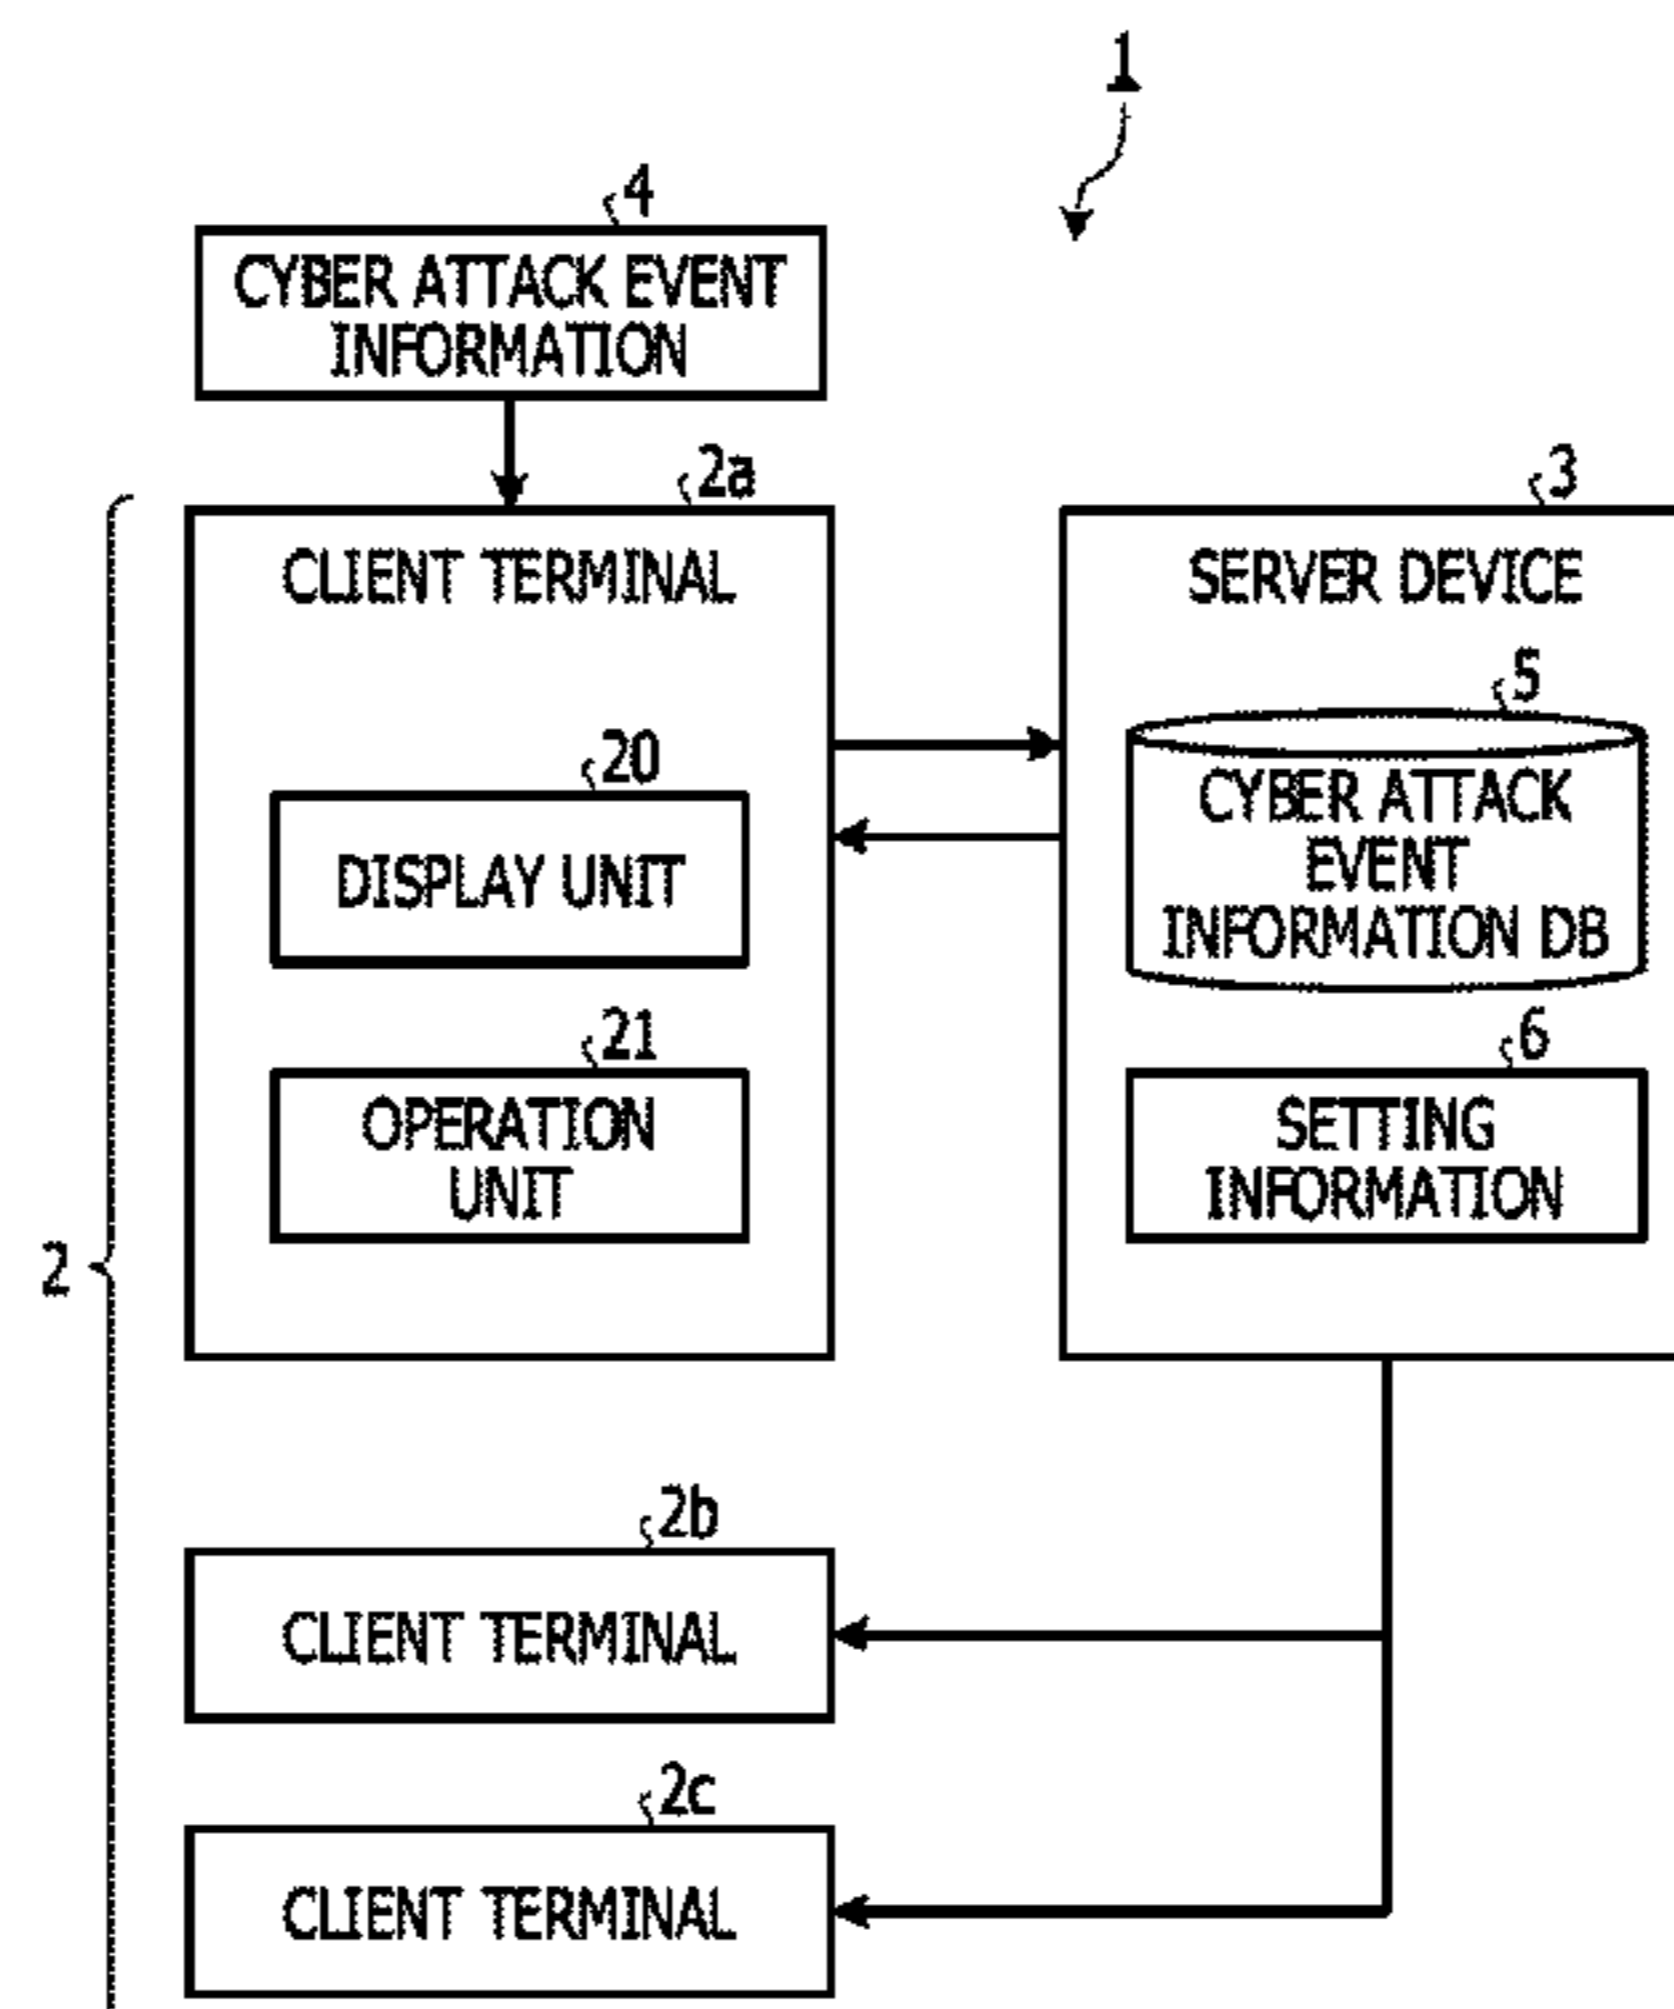 1
4
CYBER ATTACK EVENT
INFORMATION
2a
CLIENT TERMINAL
3
SERVER DEVICE
5
CYBER ATTACK
EVENT
INFORMATION DB
20
DISPLAY UNIT
21
OPERATION
UNIT
6
SETTING
INFORMATION
2
2b
CLIENT TERMINAL
2c
CLIENT TERMINAL